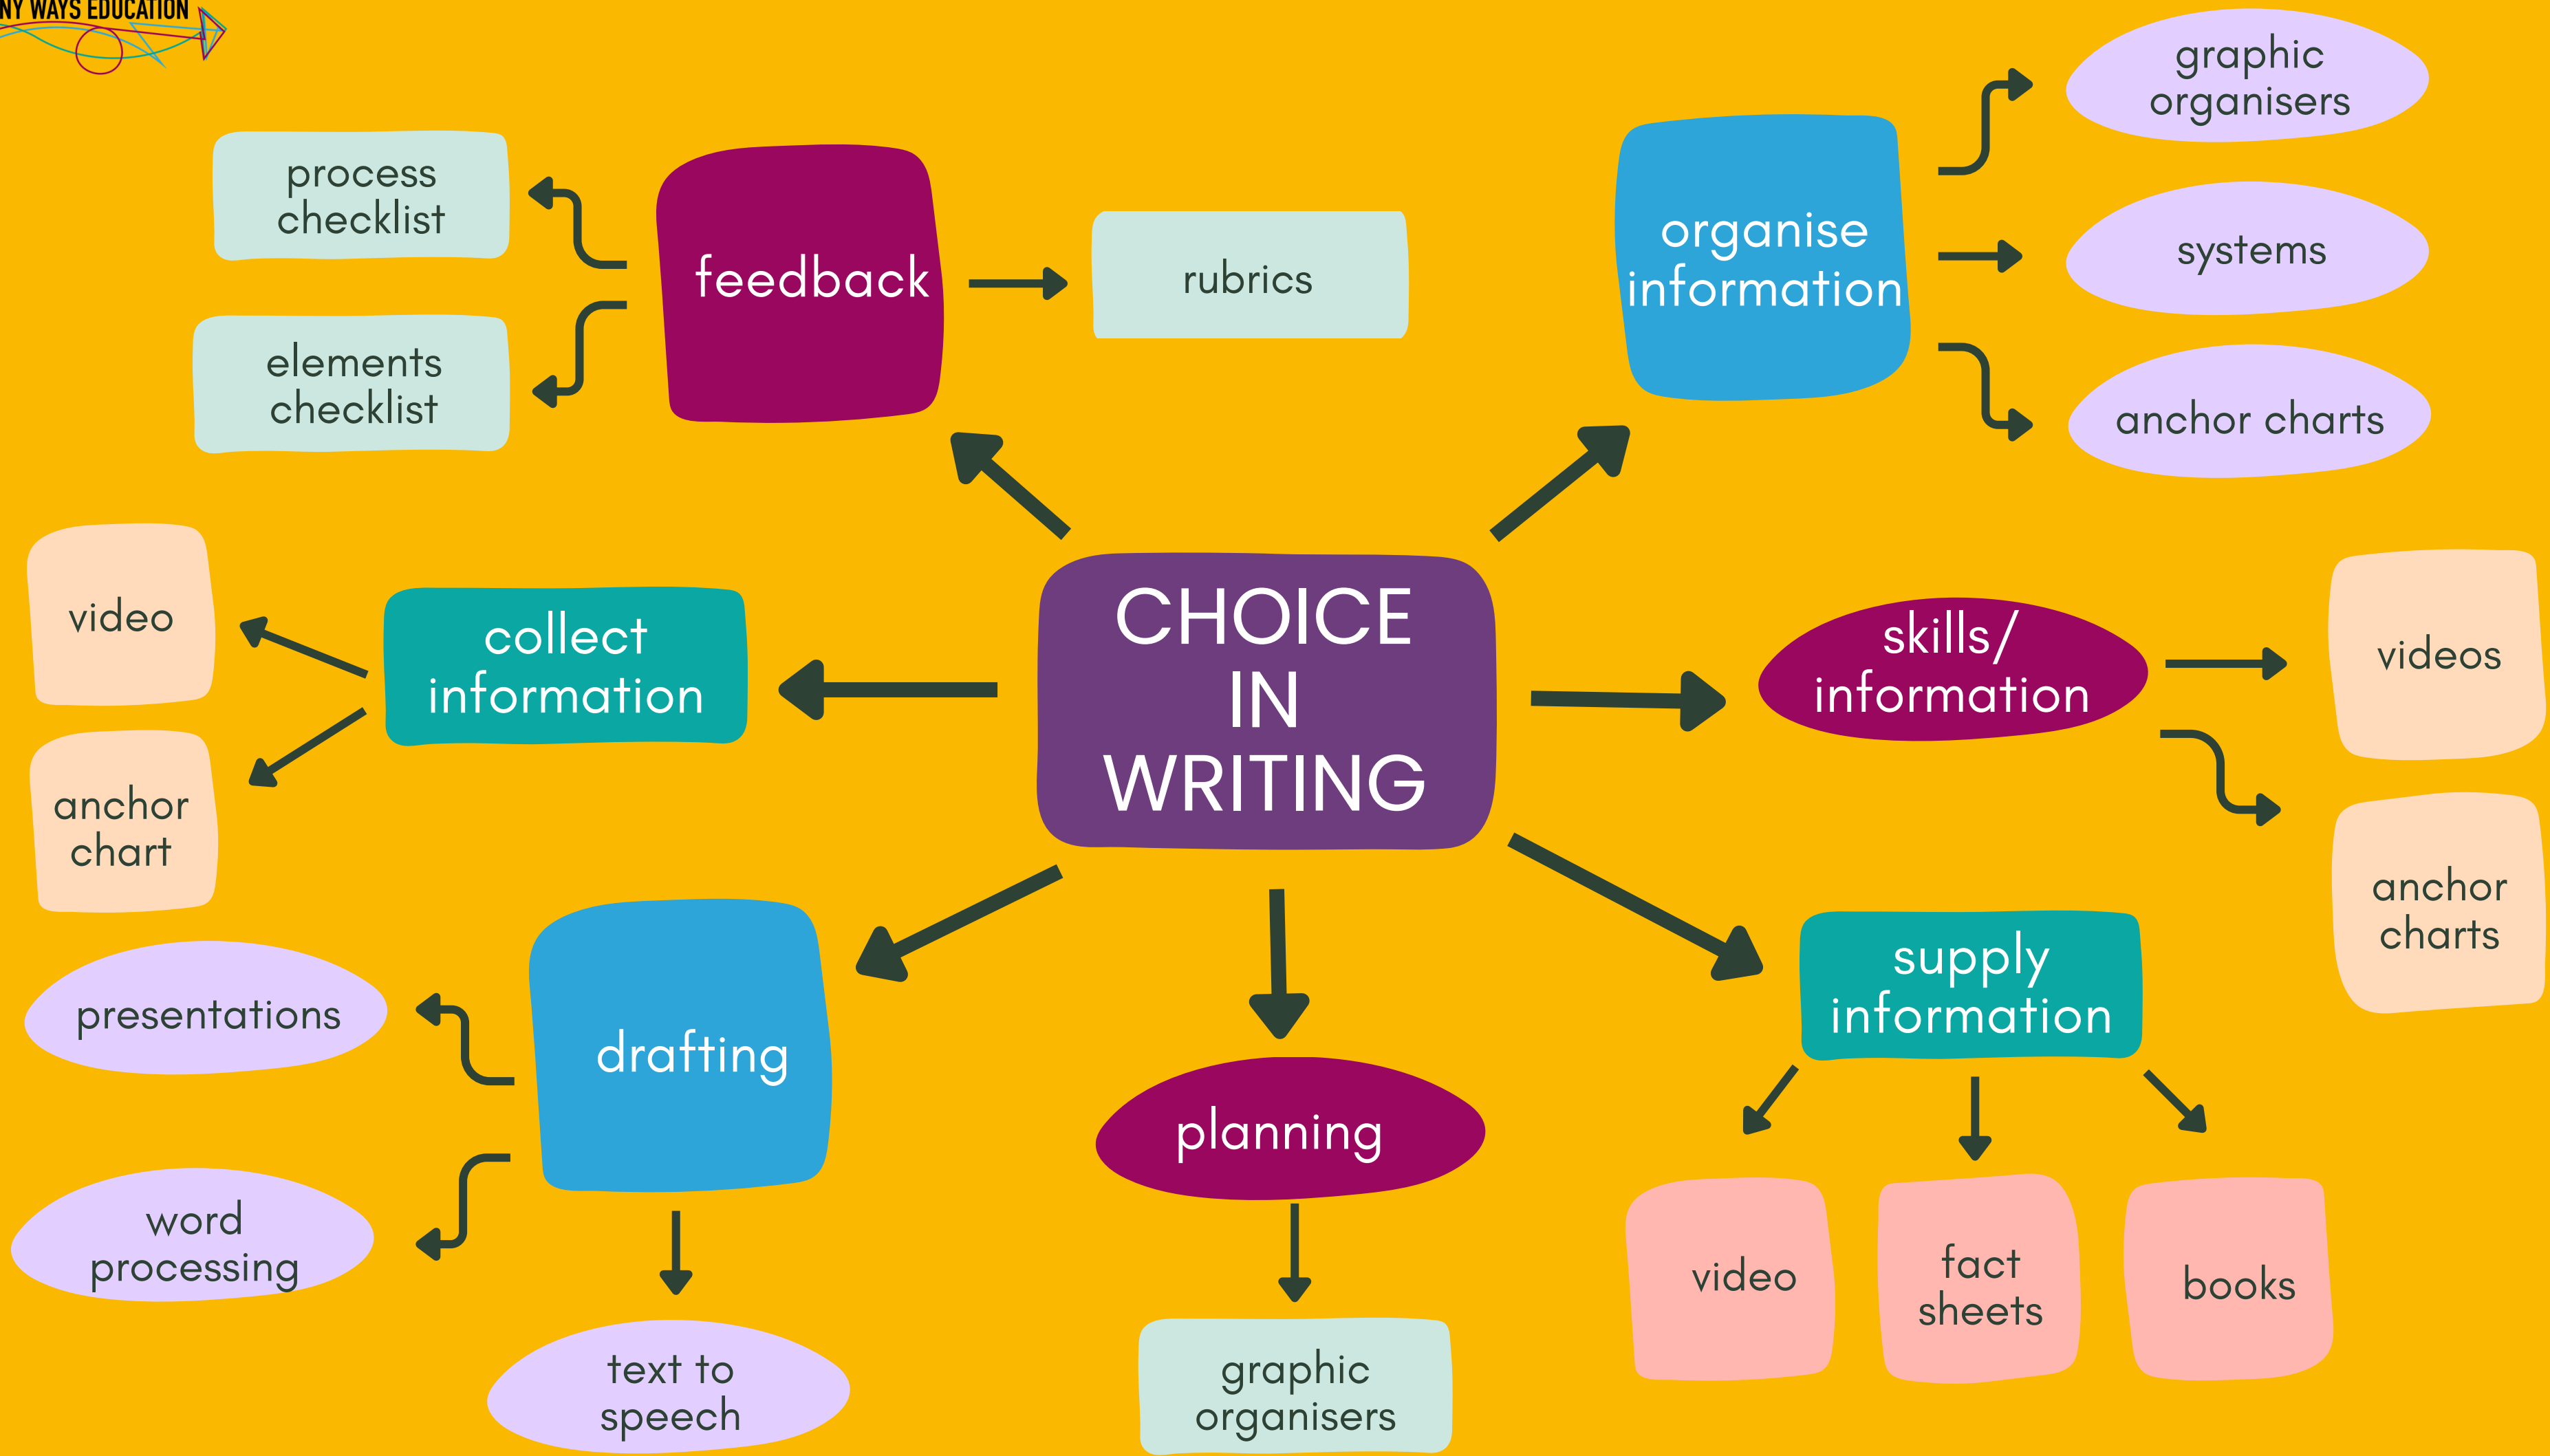 NY WAYS EDUCATION
process
checklist
elements
checklist
feedback
rubrics
organise
information
graphic
organisers
systems
anchor charts
video
anchor
chart
collect
information
CHOICE
IN
WRITING
skills/
information
videos
anchor
charts
presentations
word
processing
drafting
text to
speech
planning
graphic
organisers
supply
information
video
fact
sheets
books